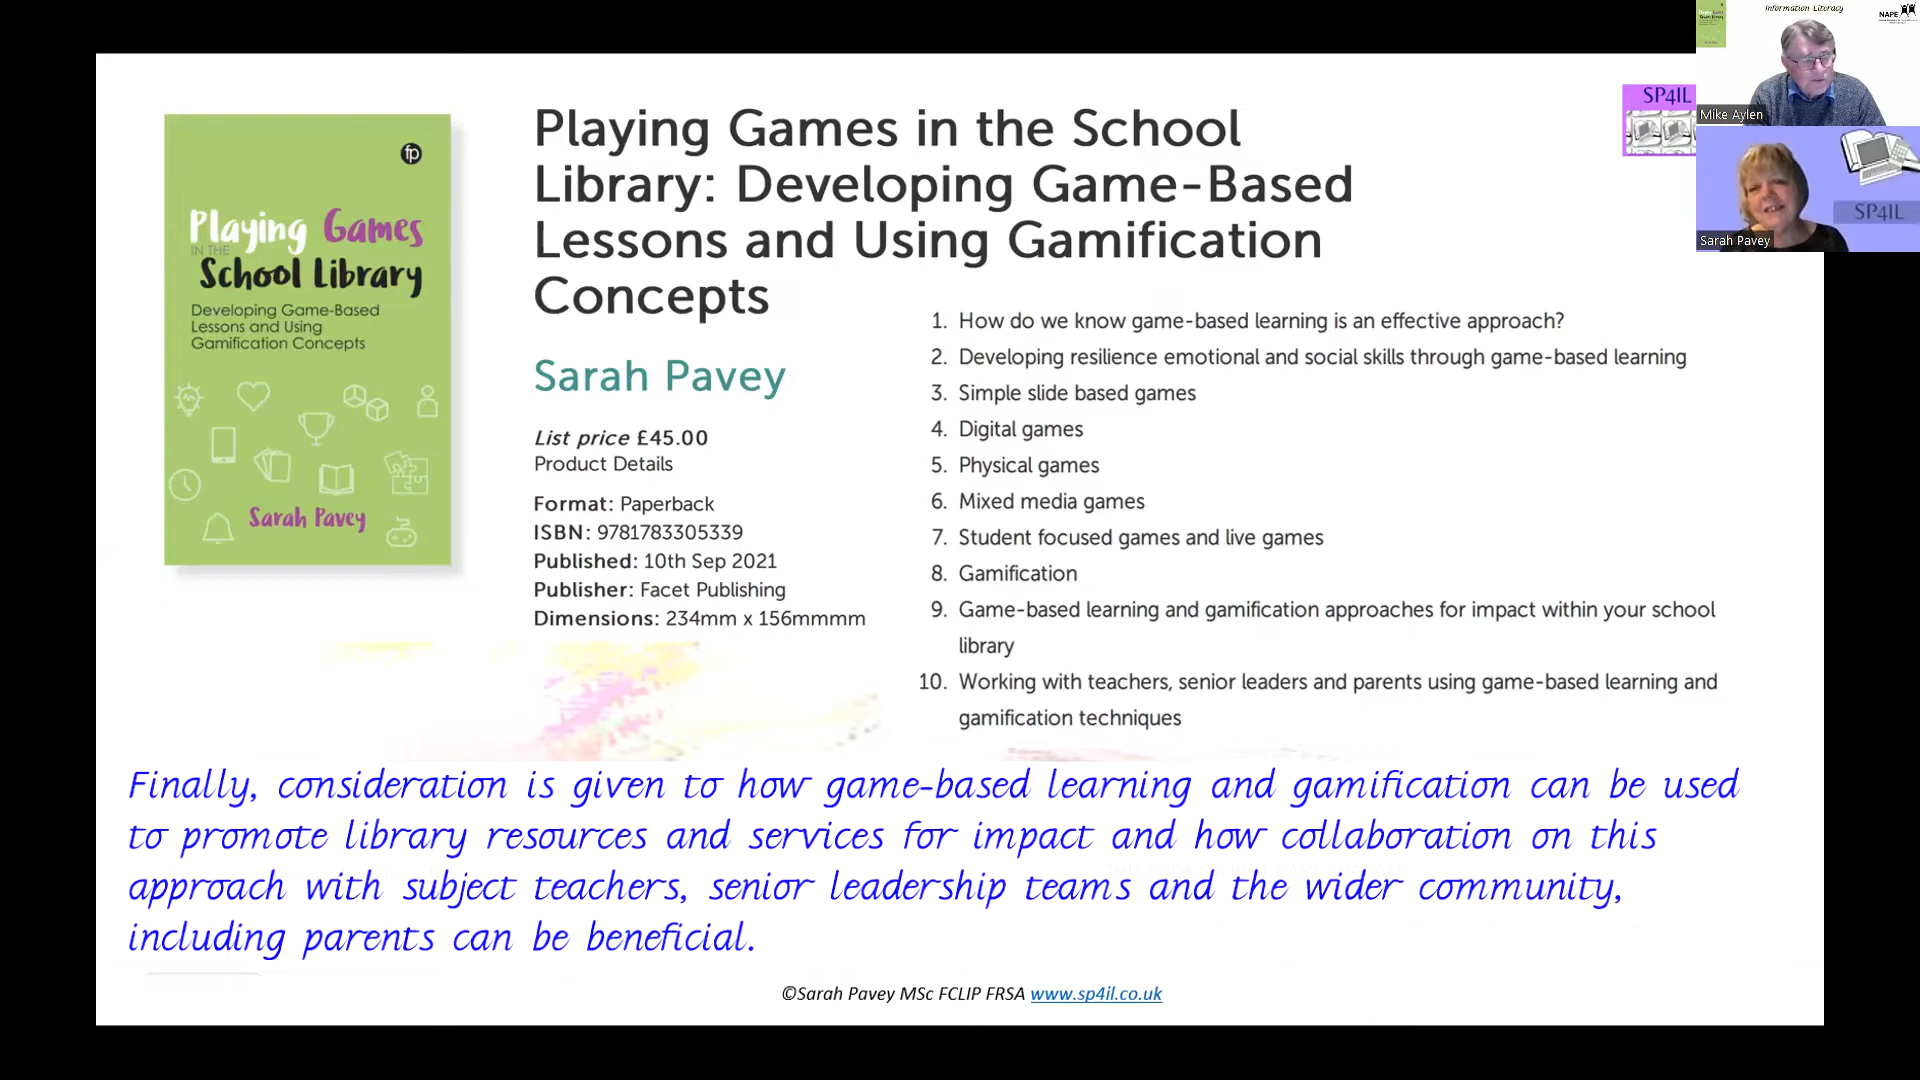 Information Literacy
NAPE
SP4IL
Mike Aylen
SP4IL
Sarah Pavey
fp
Playing Games
IN THE
School Library
Developing Game-Based
Lessons and Using
Gamification Concepts
Sarah Pavey
Playing Games in the School
Library: Developing Game-Based
Lessons and Using Gamification
Concepts
Sarah Pavey
List price £45.00
Product Details
Format: Paperback
ISBN: 9781783305339
Published: 10th Sep 2021
Publisher: Facet Publishing
Dimensions: 234mm x 156mmmm
1. How do we know game-based learning is an effective approach?
2. Developing resilience emotional and social skills through game-based learning
3. Simple slide based games
4. Digital games
5. Physical games
6. Mixed media games
7. Student focused games and live games
8. Gamification
9. Game-based learning and gamification approaches for impact within your school
library
10. Working with teachers, senior leaders and parents using game-based learning and
gamification techniques
Finally, consideration is given to how game-based learning and gamification can be used
to promote library resources and services for impact and how collaboration on this
approach with subject teachers, senior leadership teams and the wider community,
including parents can be beneficial.
©Sarah Pavey MSc FCLIP FRSA www.sp4il.co.uk